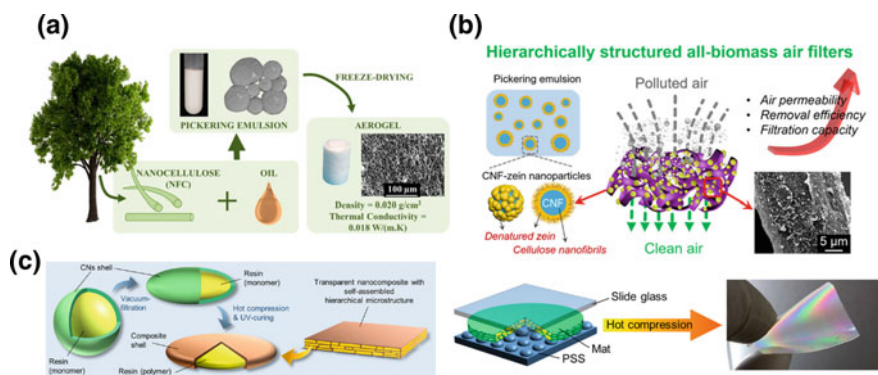 (a)
FREEZE-DRYING
PICKERING EMULSION
AEROGEL
100 μm
Density = 0.020 g/cm³
Thermal Conductivity =
0.018 W/(m.K)
NANOCELLULOSE
(NFC)
OIL
(b)
Hierarchically structured all-biomass air filters
Pickering emulsion
Polluted air
• Air permeability
• Removal efficiency
• Filtration capacity
CNF-zein nanoparticles
CNF
Denatured zein
Cellulose nanofibrils
Clean air
5 μm
(c)
CNs shell
Resin
(monomer)
Vacuum-
filtration
Resin
(monomer)
Hot compression
& UV-curing
Composite
shell
Resin (polymer)
Transparent nanocomposite with
self-assembled
hierarchical microstructure
Slide glass
Hot compression
Mat
PSS